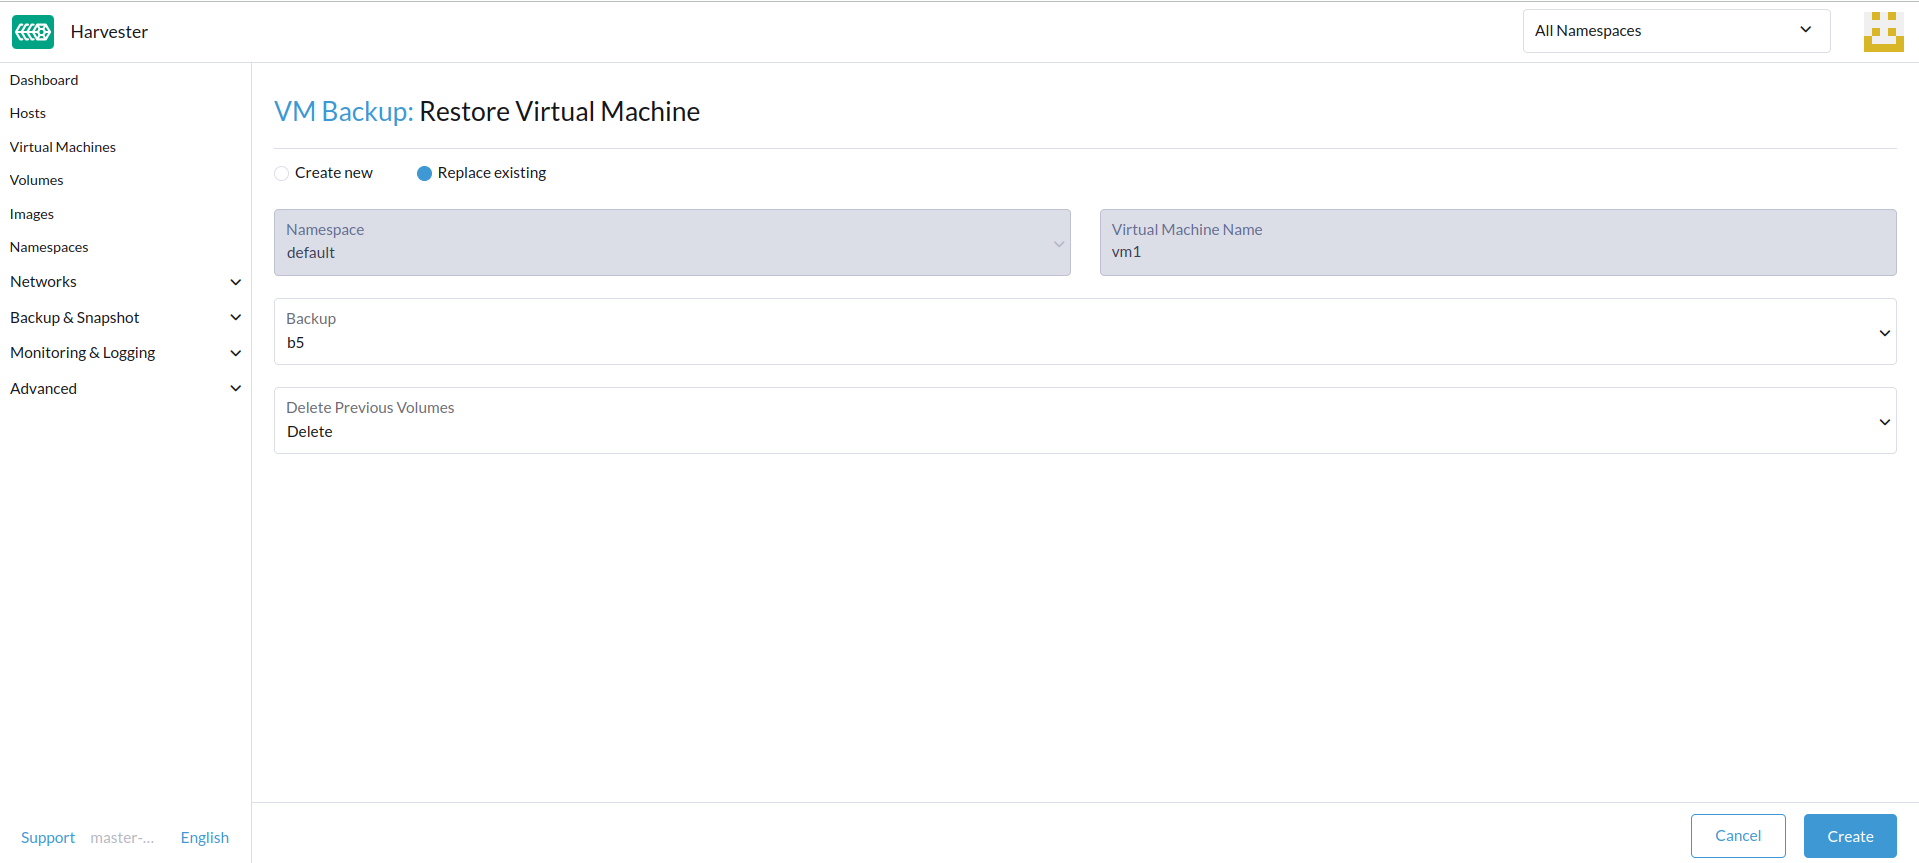 Harvester
All Namespaces
Dashboard
Hosts
Virtual Machines
Volumes
Images
Namespaces
Networks
Backup & Snapshot
Monitoring & Logging
Advanced
Support master-... English
VM Backup: Restore Virtual Machine
Create new Replace existing
Namespace
default
Virtual Machine Name
vm1
Backup
b5
Delete Previous Volumes
Delete
Cancel Create